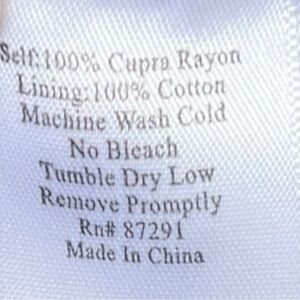 Self:100% Cupra Rayon
Lining:100% Cotton
Machine Wash Cold
No Bleach
Tumble Dry Low
Remove Promptly
Rn# 87291
Made In China